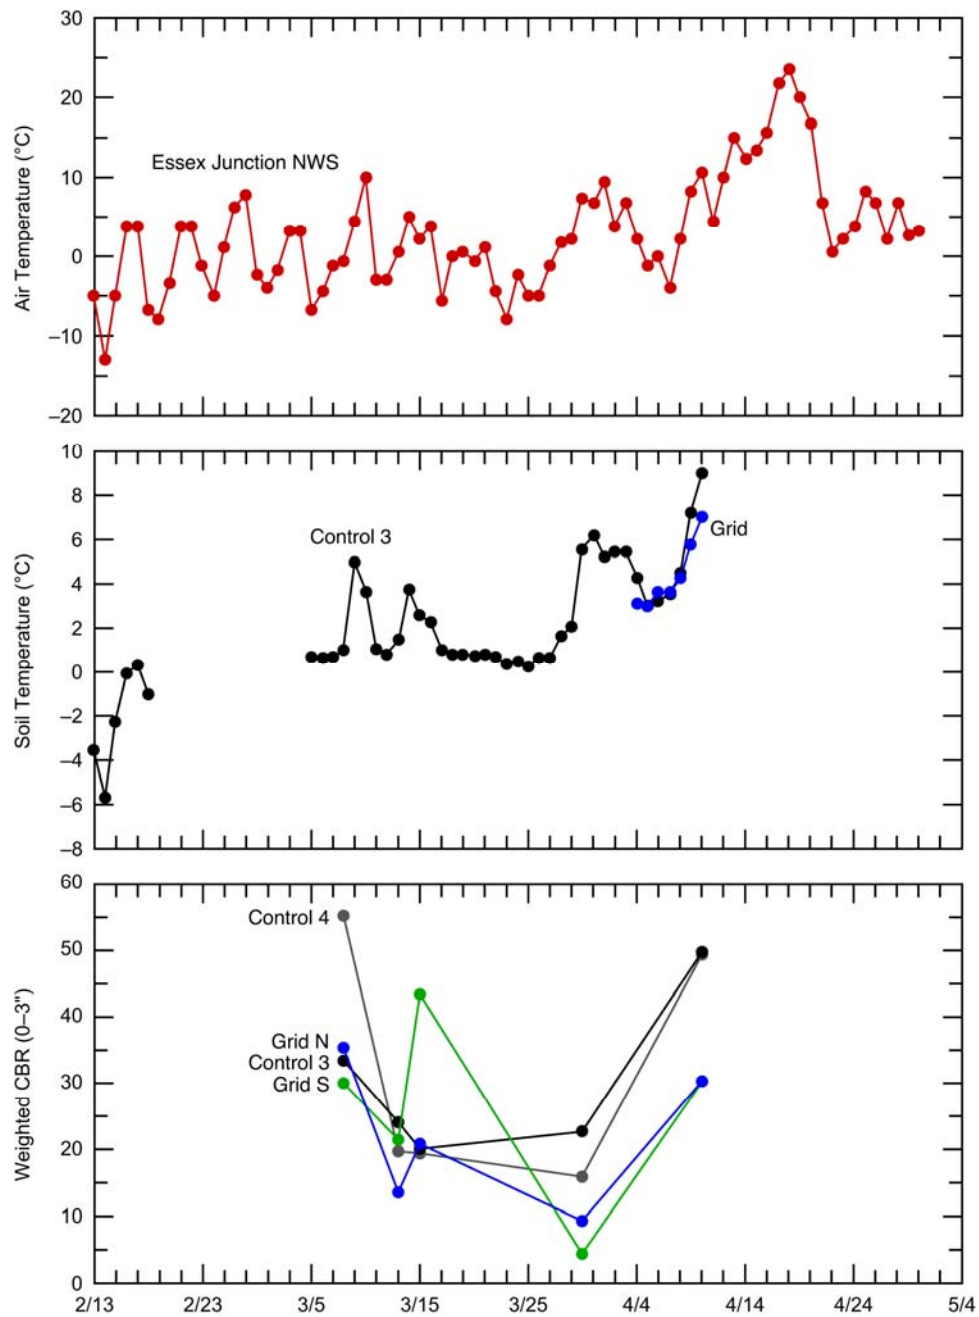 30
20
10
0
–10
–20
Air Temperature (°C)
Essex Junction NWS
10
8
6
4
2
0
–2
–4
–6
–8
Soil Temperature (°C)
Control 3
Grid
60
50
40
30
20
10
0
Weighted CBR (0–3")
Control 4
Grid N
Control 3
Grid S
2/13 2/23 3/5 3/15 3/25 4/4 4/14 4/24 5/4